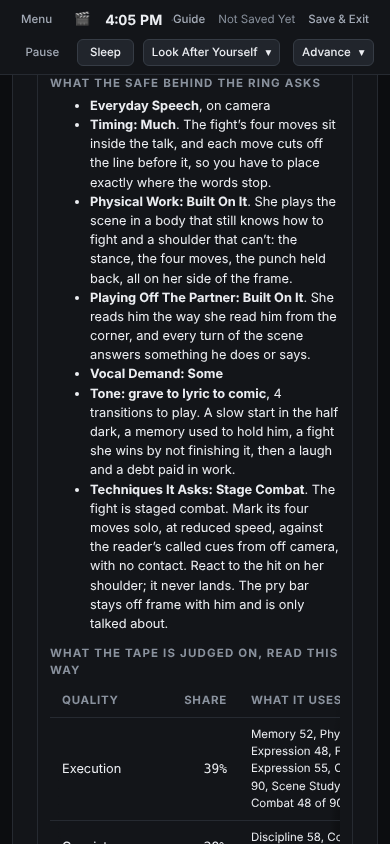 Menu 🎬 4:05 PM Guide Not Saved Yet Save & Exit
Pause Sleep Look After Yourself ▾ Advance ▾
WHAT THE SAFE BEHIND THE RING ASKS
• Everyday Speech, on camera
• Timing: Much. The fight’s four moves sit
inside the talk, and each move cuts off
the line before it, so you have to place
exactly where the words stop.
• Physical Work: Built On It. She plays the
scene in a body that still knows how to
fight and a shoulder that can’t: the
stance, the four moves, the punch held
back, all on her side of the frame.
• Playing Off The Partner: Built On It. She
reads him the way she read him from the
corner, and every turn of the scene
answers something he does or says.
• Vocal Demand: Some
• Tone: grave to lyric to comic, 4
transitions to play. A slow start in the half
dark, a memory used to hold him, a fight
she wins by not finishing it, then a laugh
and a debt paid in work.
• Techniques It Asks: Stage Combat. The
fight is staged combat. Mark its four
moves solo, at reduced speed, against
the reader’s called cues from off camera,
with no contact. React to the hit on her
shoulder; it never lands. The pry bar
stays off frame with him and is only
talked about.
WHAT THE TAPE IS JUDGED ON, READ THIS
WAY
QUALITY SHARE WHAT IT USES
Memory 52, Phy
Expression 48, F
Execution 39% Expression 55, C
90, Scene Study
Combat 48 of 90
Discipline 58, Co